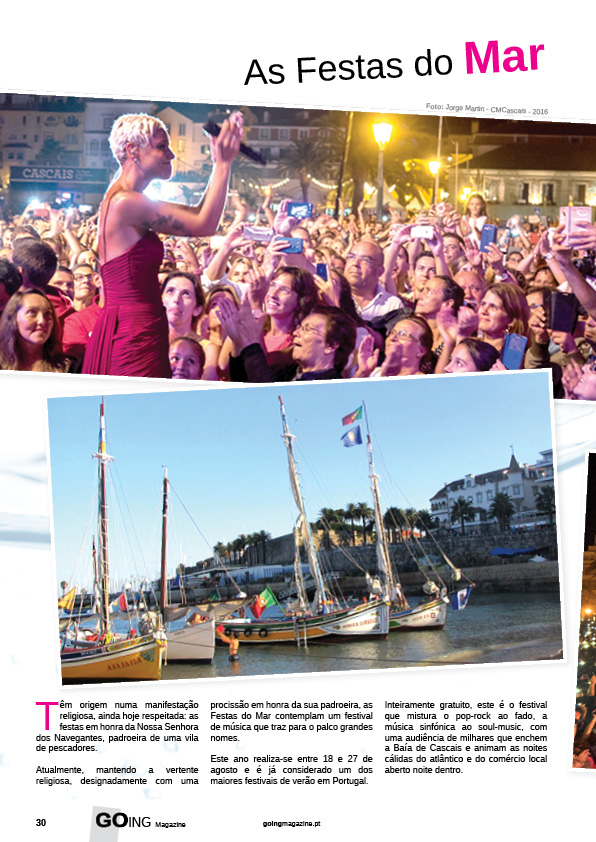 As Festas do Mar
Foto: Jorge Martin - CMCascais - 2016
CASCAIS
Têm origem numa manifestação
religiosa, ainda hoje respeitada: as
festas em honra da Nossa Senhora
dos Navegantes, padroeira de uma vila
de pescadores.
Atualmente, mantendo a vertente
religiosa, designadamente com uma
procissão em honra da sua padroeira, as
Festas do Mar contemplam um festival
de música que traz para o palco grandes
nomes.
Este ano realiza-se entre 18 e 27 de
agosto e é já considerado um dos
maiores festivais de verão em Portugal.
Inteiramente gratuito, este é o festival
que mistura o pop-rock ao fado, a
música sinfónica ao soul-music, com
uma audiência de milhares que enchem
a Baía de Cascais e animam as noites
cálidas do atlântico e do comércio local
aberto noite dentro.
30
GOING Magazine
goingmagazine.pt